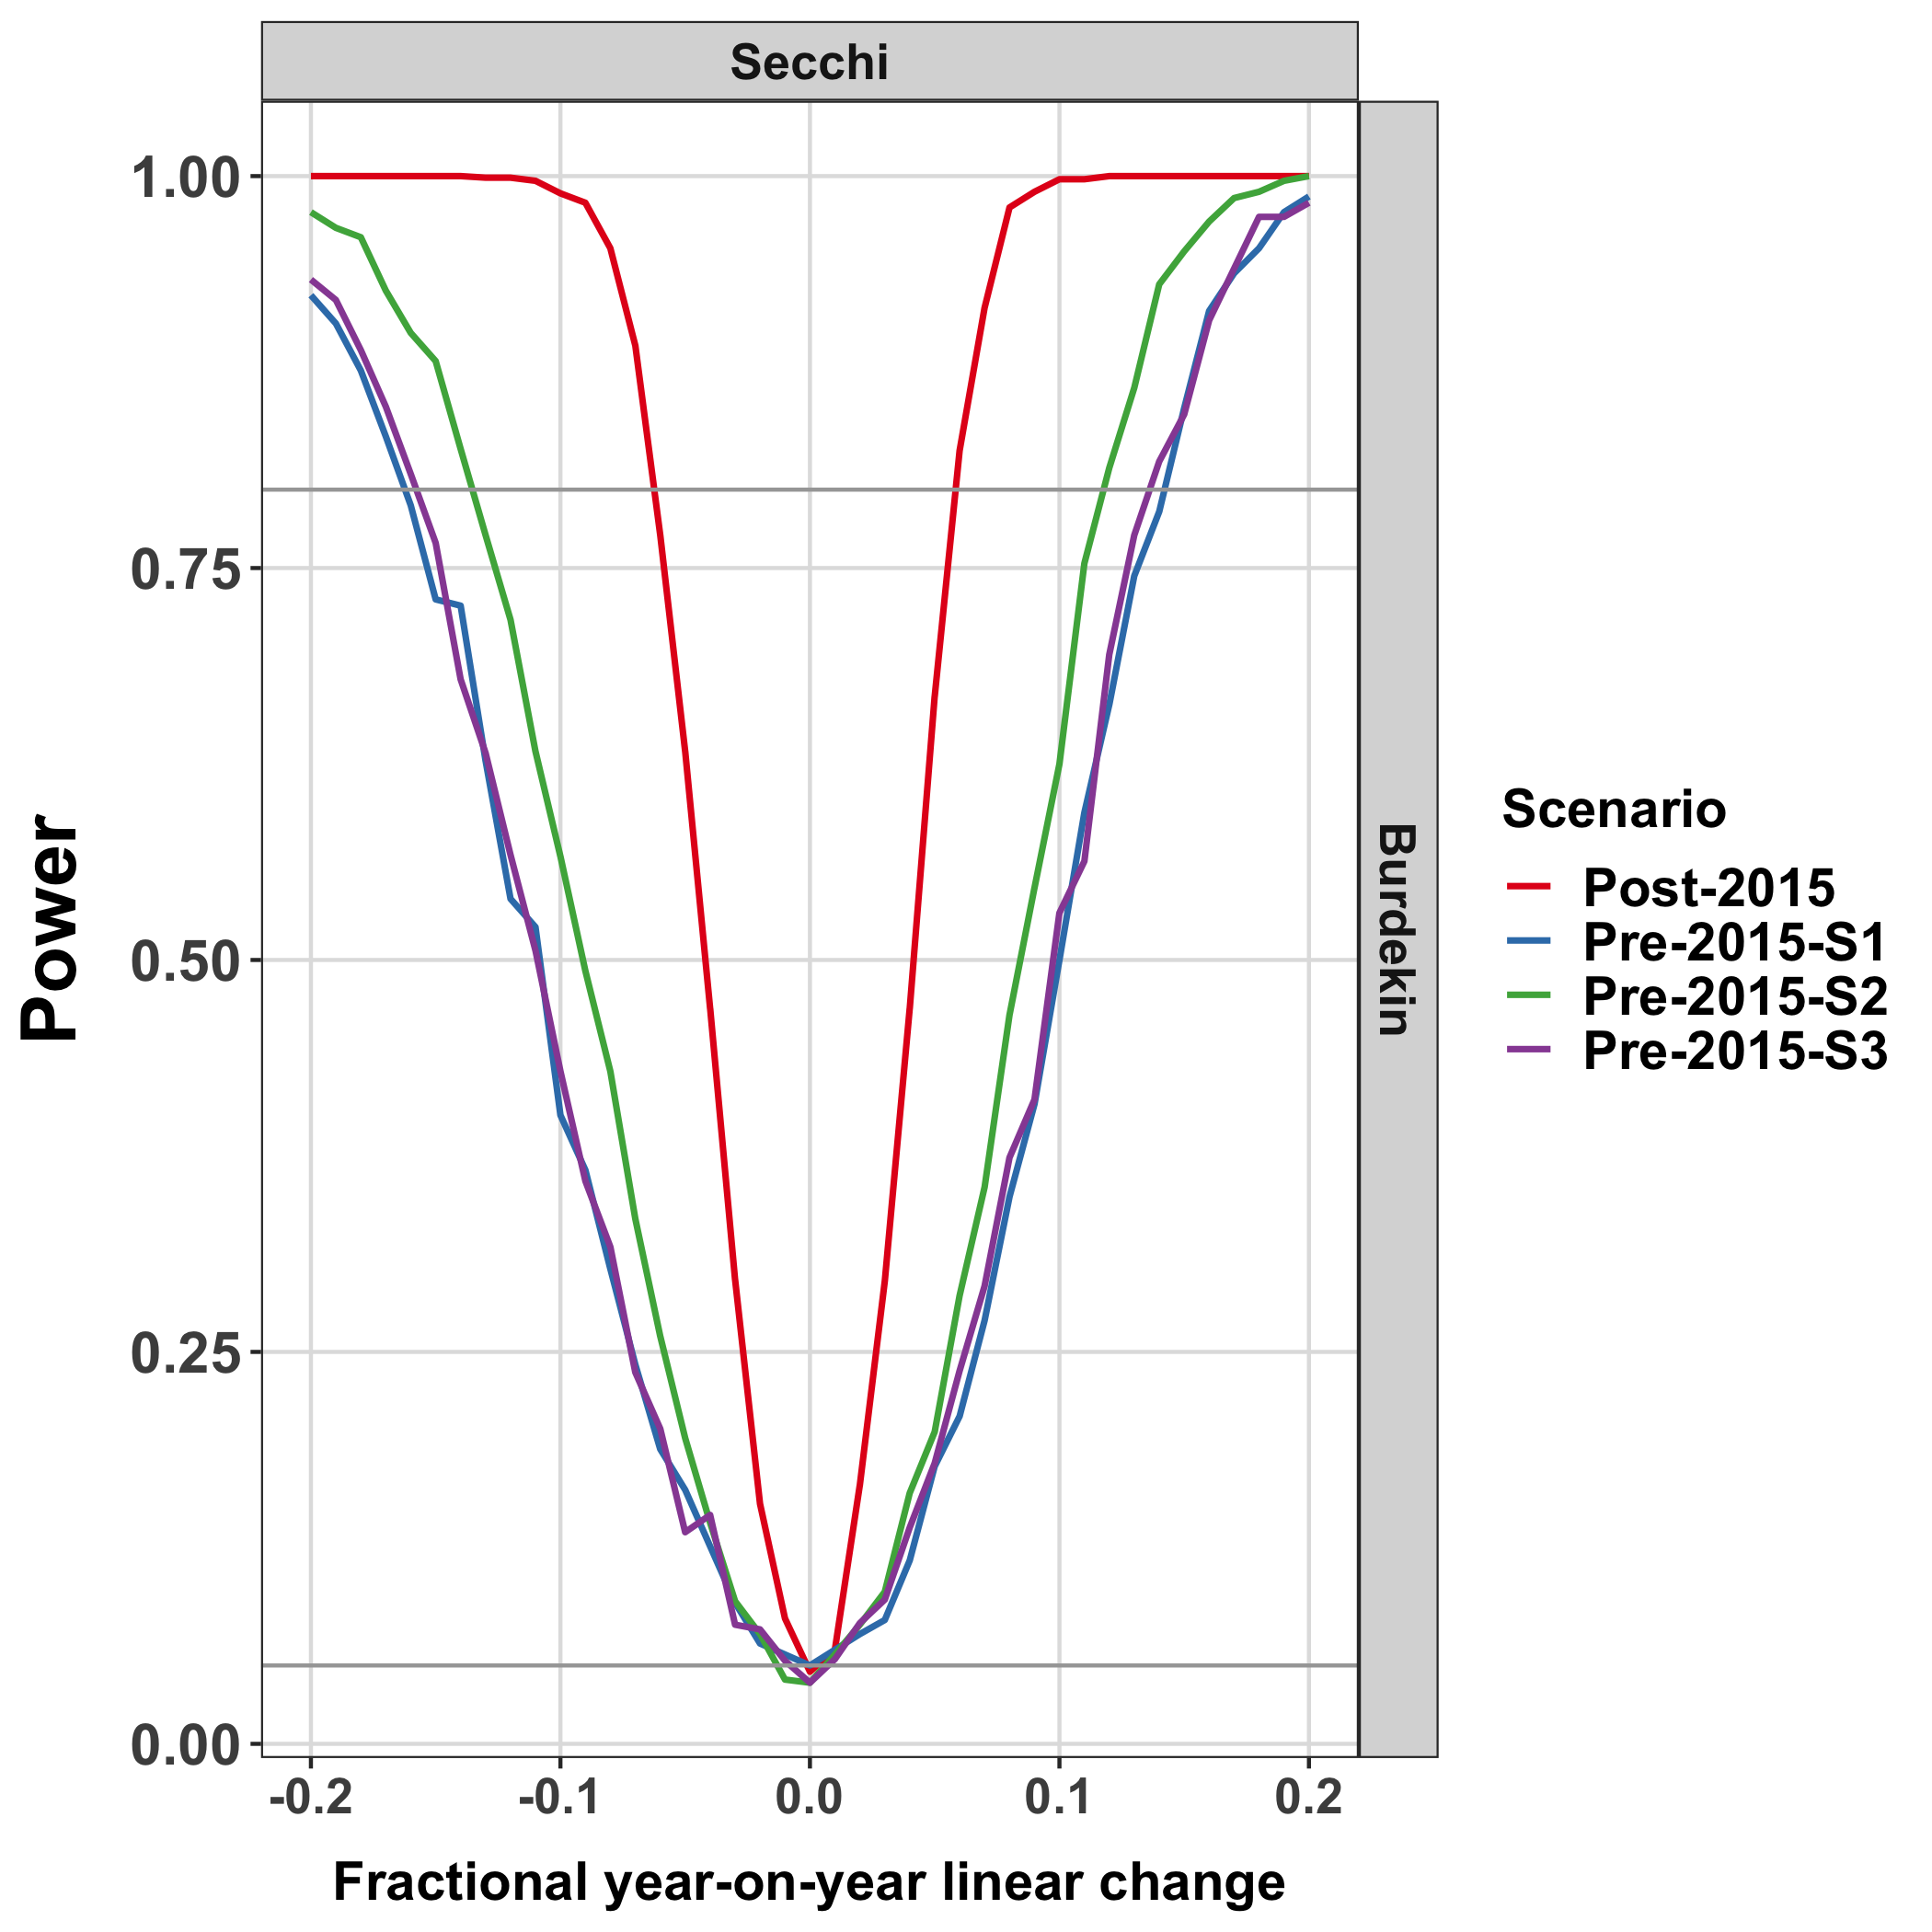 Secchi
Burdekin
Power
1.00
0.75
0.50
0.25
0.00
-0.2
-0.1
0.0
0.1
0.2
Fractional year-on-year linear change
Scenario
Post-2015
Pre-2015-S1
Pre-2015-S2
Pre-2015-S3